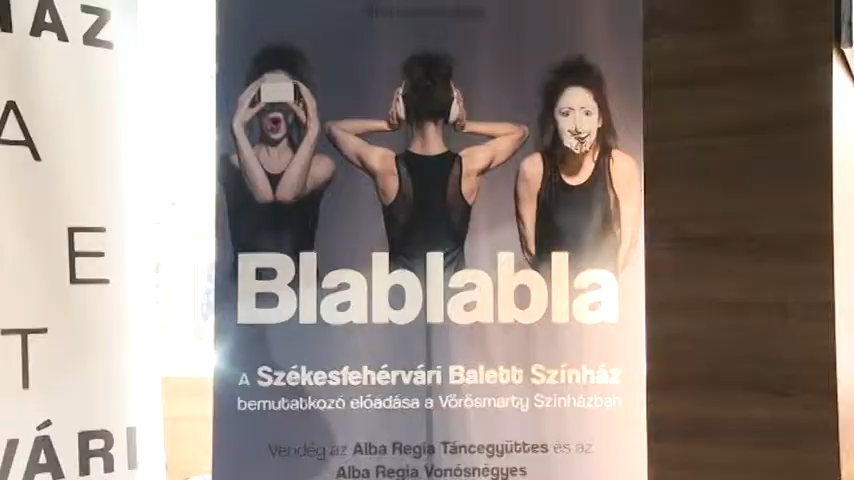 ÁZ
A
E
T
VÁRI
Blablabla
A Székesfehérvári Balett Színház
bemutatkozó előadása a Vörösmarty Színházban
Vendég az Alba Regia Táncegyüttes és az
Alba Regia Vonósnégyes